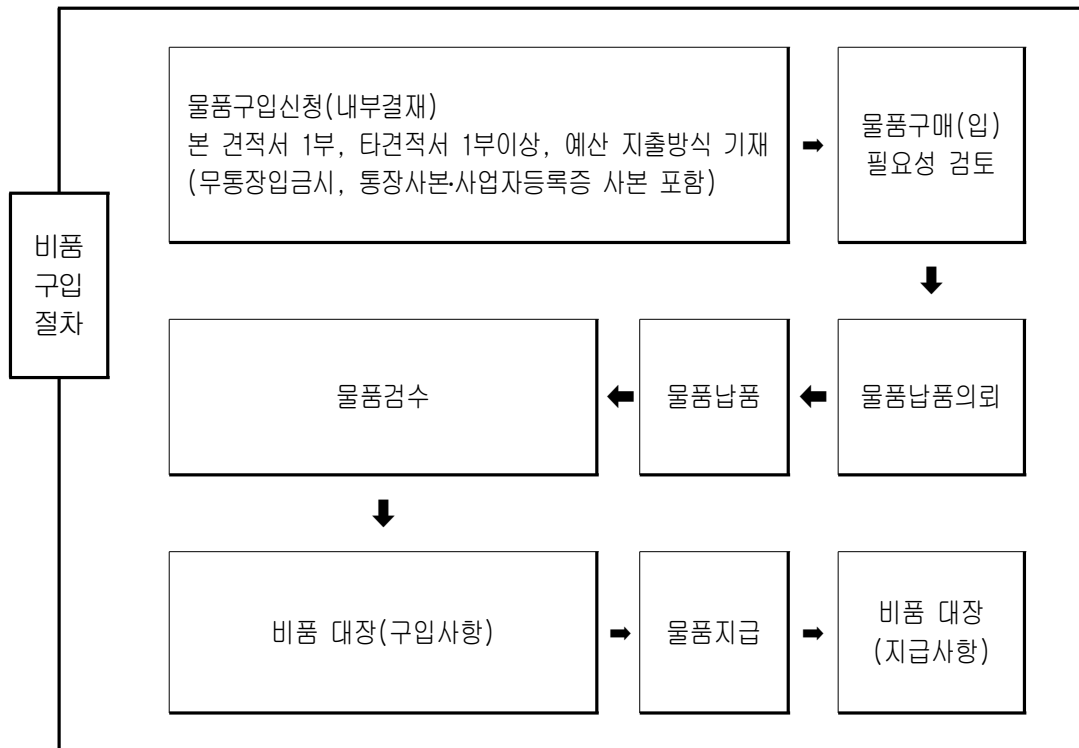 비품
구입
절차
물품구입신청(내부결재)
본 견적서 1부, 타견적서 1부이상, 예산 지출방식 기재
(무통장입금시, 통장사본·사업자등록증 사본 포함)
➡
물품구매(입)
필요성 검토
⬇
물품납품의뢰
⬅
물품납품
⬅
물품검수
⬇
비품 대장(구입사항)
➡
물품지급
➡
비품 대장
(지급사항)